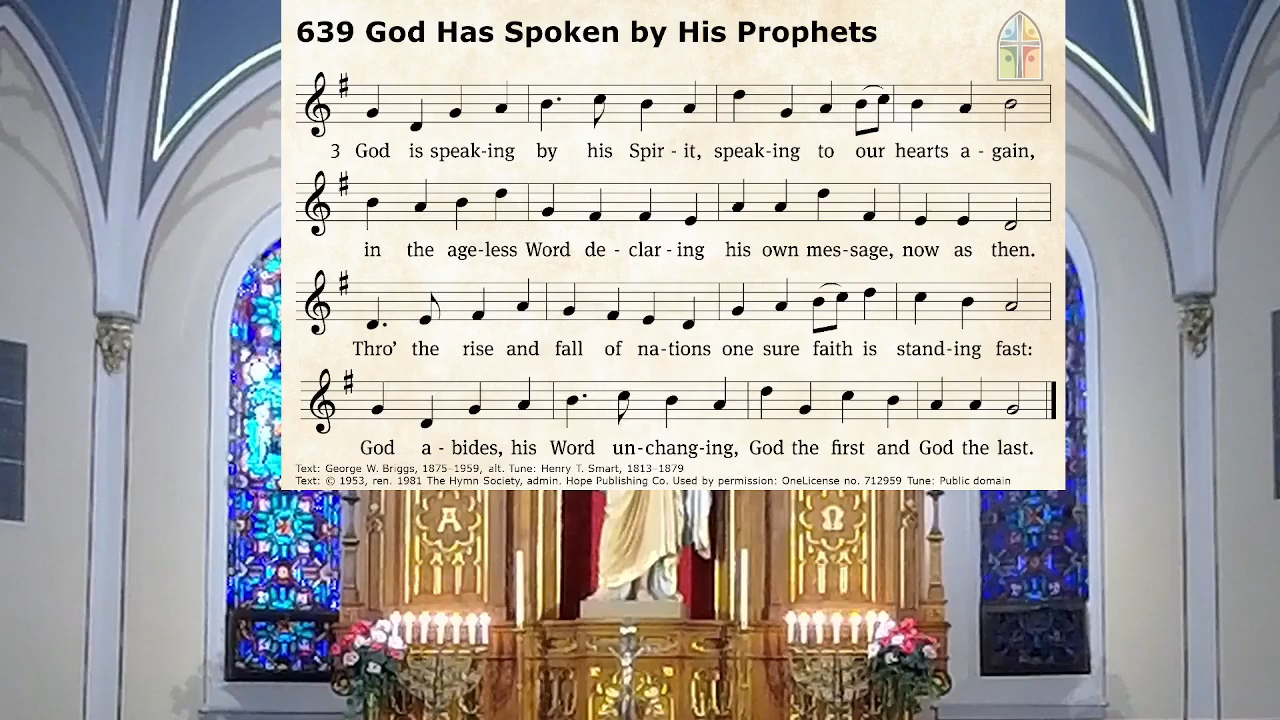 639 God Has Spoken by His Prophets
3 God is speak-ing by his Spir - it, speak-ing to our hearts a - gain,
in the age-less Word de - clar - ing his own mes-sage, now as then.
Thro' the rise and fall of na-tions one sure faith is stand-ing fast:
God a - bides, his Word un-chang-ing, God the first and God the last.
Text: George W. Briggs, 1875–1959, alt. Tune: Henry T. Smart, 1813–1879
Text: © 1953, ren. 1981 The Hymn Society, admin. Hope Publishing Co. Used by permission: OneLicense no. 712959 Tune: Public domain
Α Ω